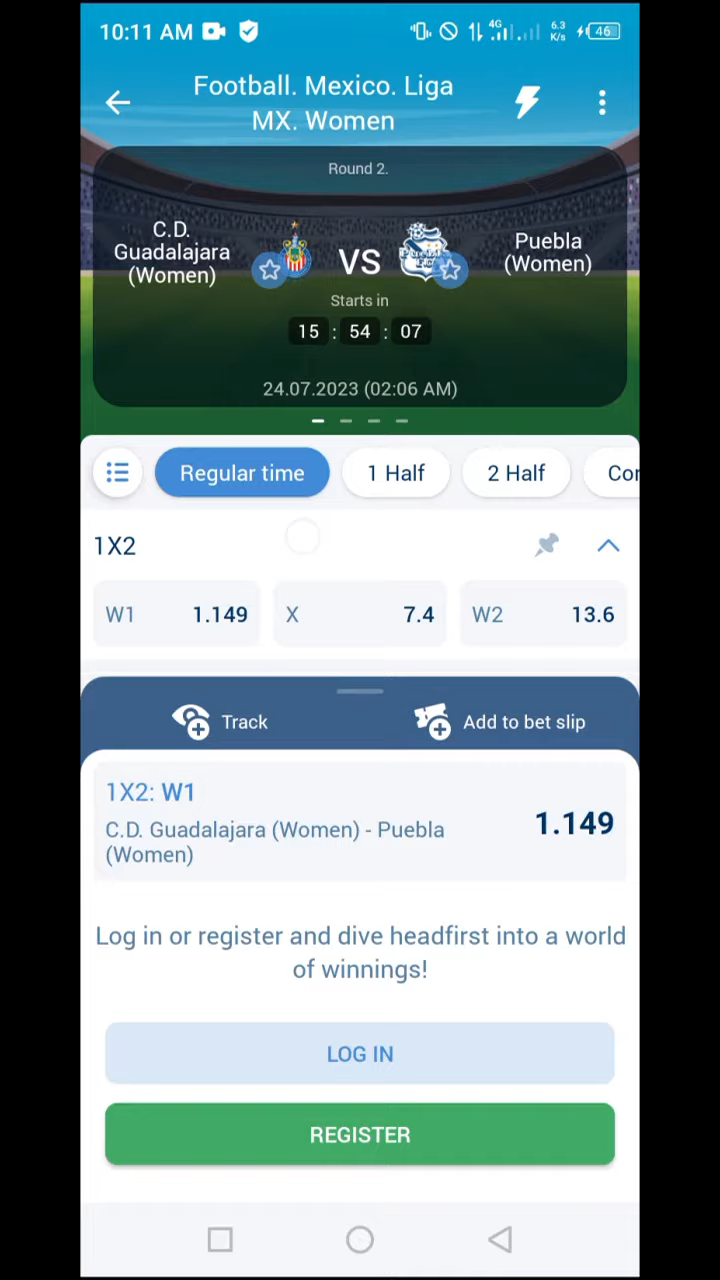 10:11 AM
4G
6.3
K/s
46
Football. Mexico. Liga
MX. Women
Round 2.
C.D.
Guadalajara
(Women)
VS
Puebla
(Women)
Starts in
15 : 54 : 07
24.07.2023 (02:06 AM)
Regular time
1 Half
2 Half
Cor
1X2
W1 1.149
X 7.4
W2 13.6
Track
Add to bet slip
1X2: W1
C.D. Guadalajara (Women) - Puebla
(Women)
1.149
Log in or register and dive headfirst into a world
of winnings!
LOG IN
REGISTER